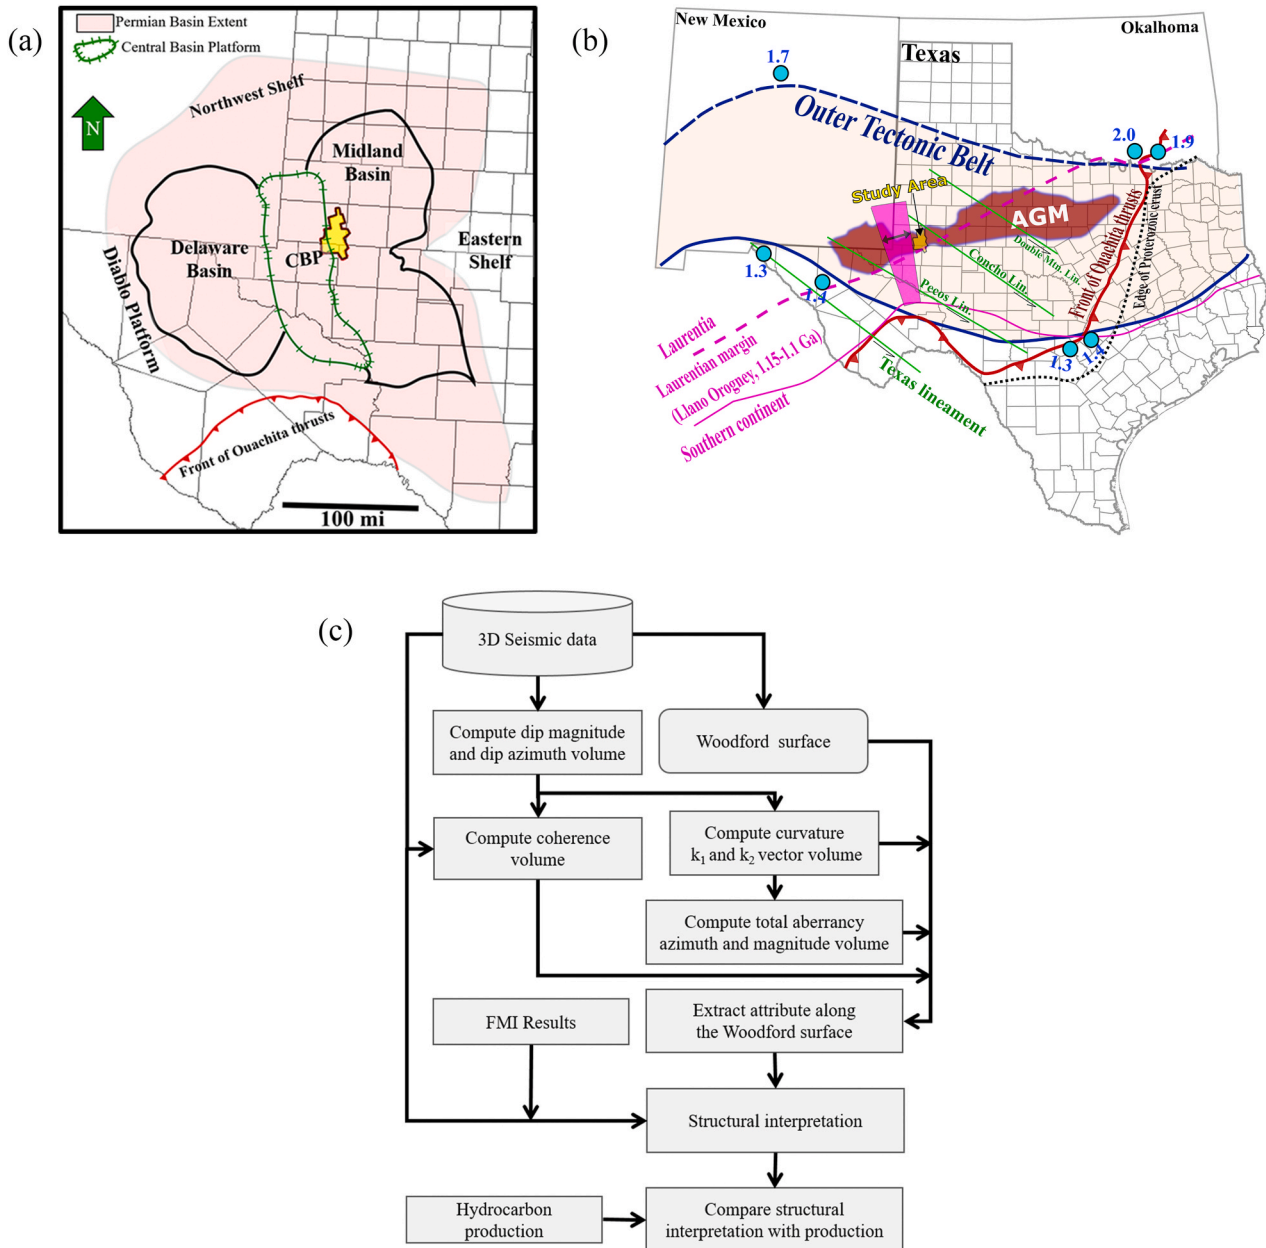 (a)
Permian Basin Extent
Central Basin Platform
N
Northwest Shelf
Midland
Basin
Delaware
Basin
CBP
Eastern
Shelf
Diablo Platform
Front of Ouachita thrusts
100 mi
(b)
New Mexico
Okalhoma
Texas
1.7
Outer Tectonic Belt
2.0
1.9
Study Area
AGM
Double Mtn. Lin.
Concho Lin.
Pecos Lin.
Front of Ouachita thrusts
Edge of Proterozoic crust
1.3
1.4
1.3
1.4
Laurentia
Laurentian margin
(Llano Orogney, 1.15-1.1 Ga)
Southern continent
Texas lineament
(c)
3D Seismic data
Compute dip magnitude
and dip azimuth volume
Woodford surface
Compute coherence
volume
Compute curvature
k₁ and k₂ vector volume
Compute total aberrancy
azimuth and magnitude volume
FMI Results
Extract attribute along
the Woodford surface
Structural interpretation
Hydrocarbon
production
Compare structural
interpretation with production